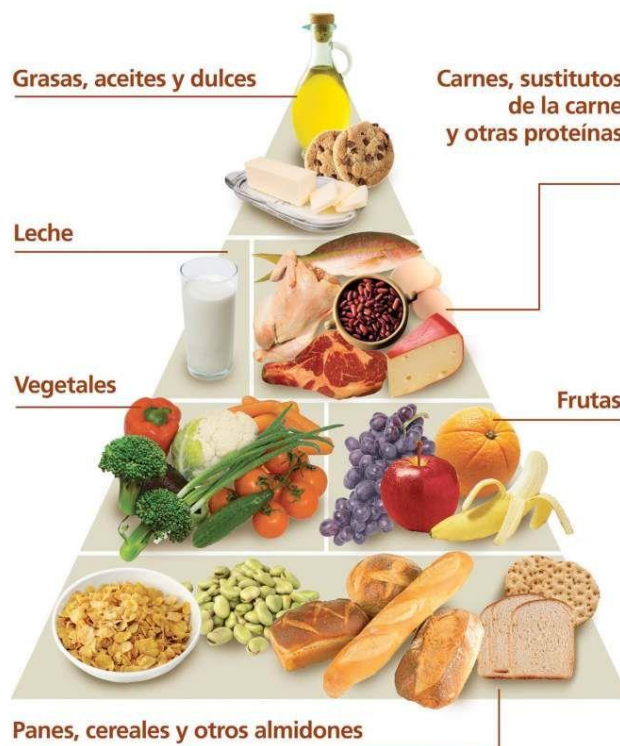 Grasas, aceites y dulces
Carnes, sustitutos
de la carne
y otras proteínas
Leche
Vegetales
Frutas
Panes, cereales y otros almidones